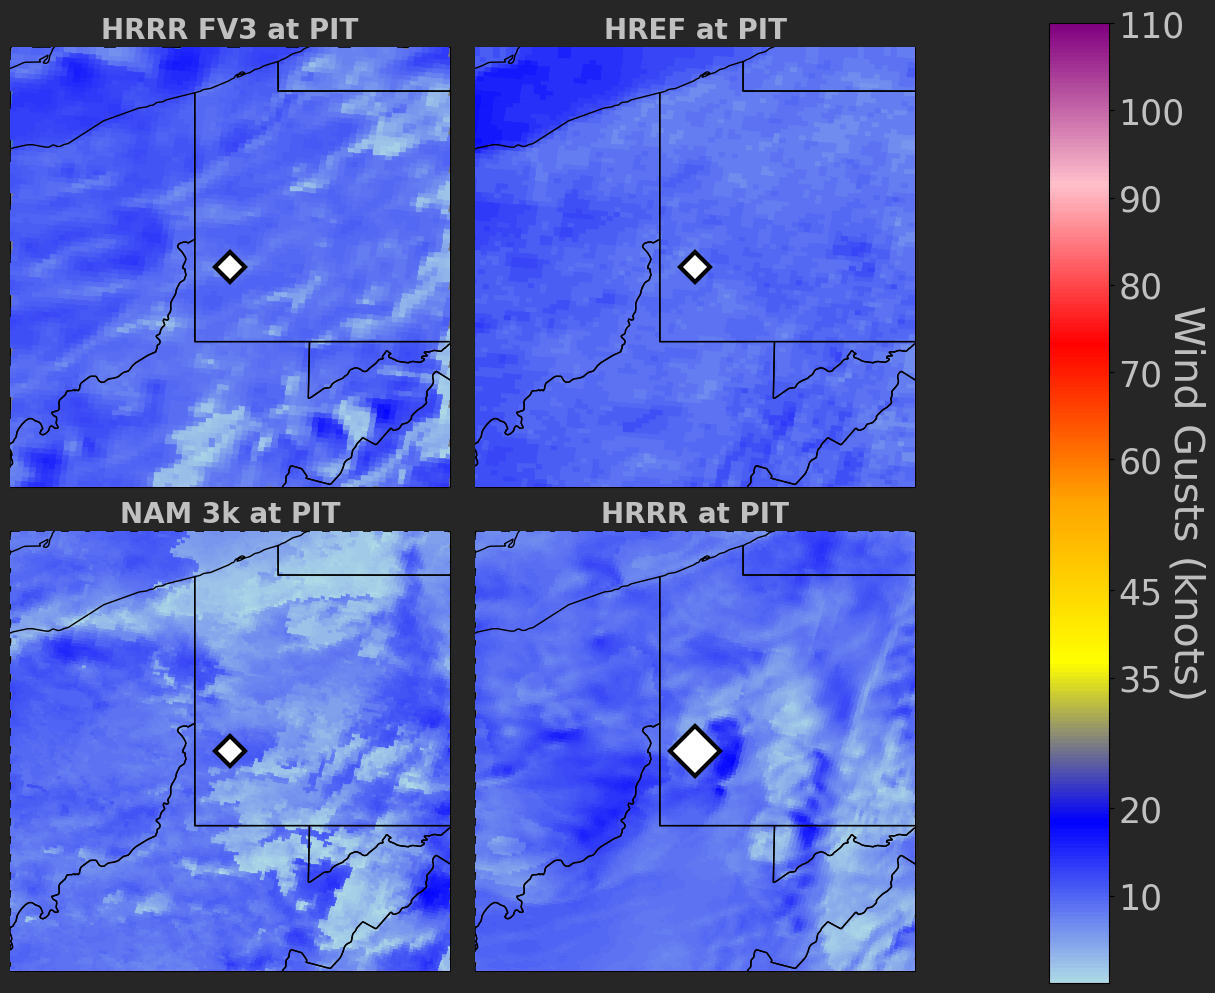 HRRR FV3 at PIT
HREF at PIT
NAM 3k at PIT
HRRR at PIT
110
100
90
80
70
60
45
35
20
10
Wind Gusts (knots)